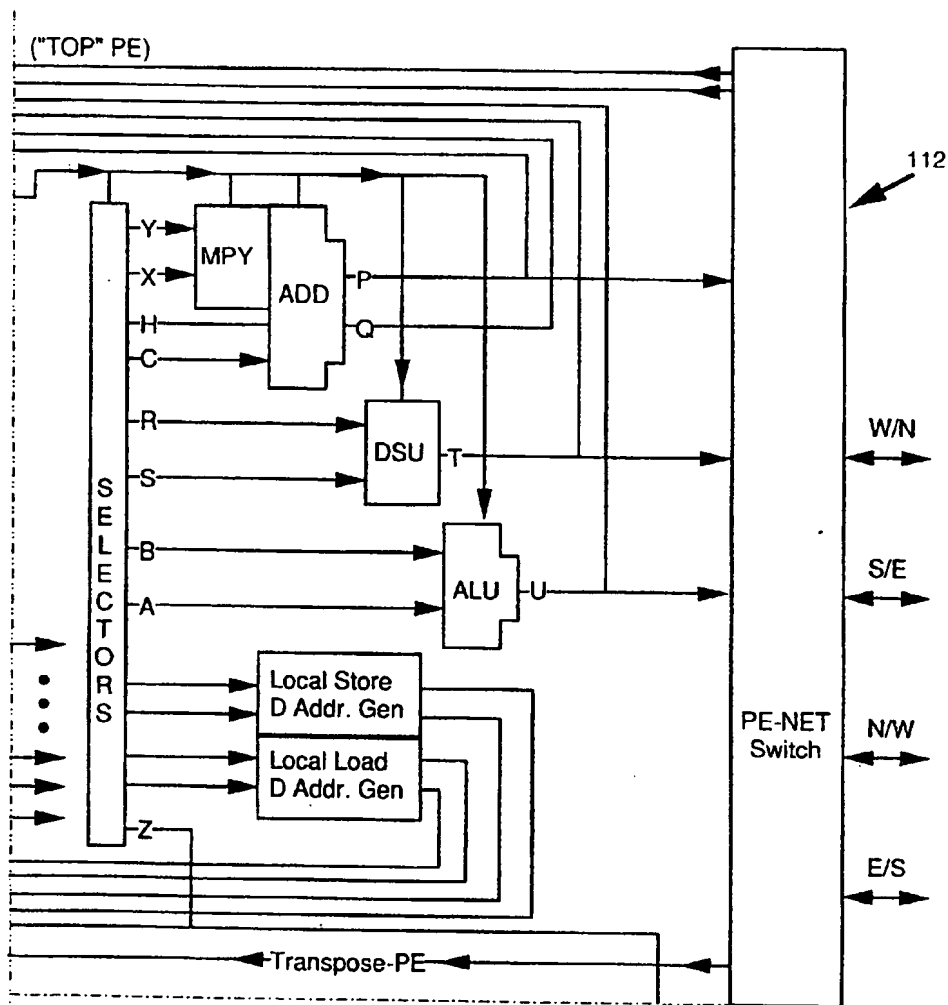 ("TOP" PE)
112
Y
MPY
X
ADD
P
H
Q
C
R
DSU
T
S
W/N
B
ALU
U
S/E
A
SELECTORS
Local Store
D Addr. Gen
Local Load
D Addr. Gen
PE-NET
Switch
N/W
Z
E/S
Transpose-PE